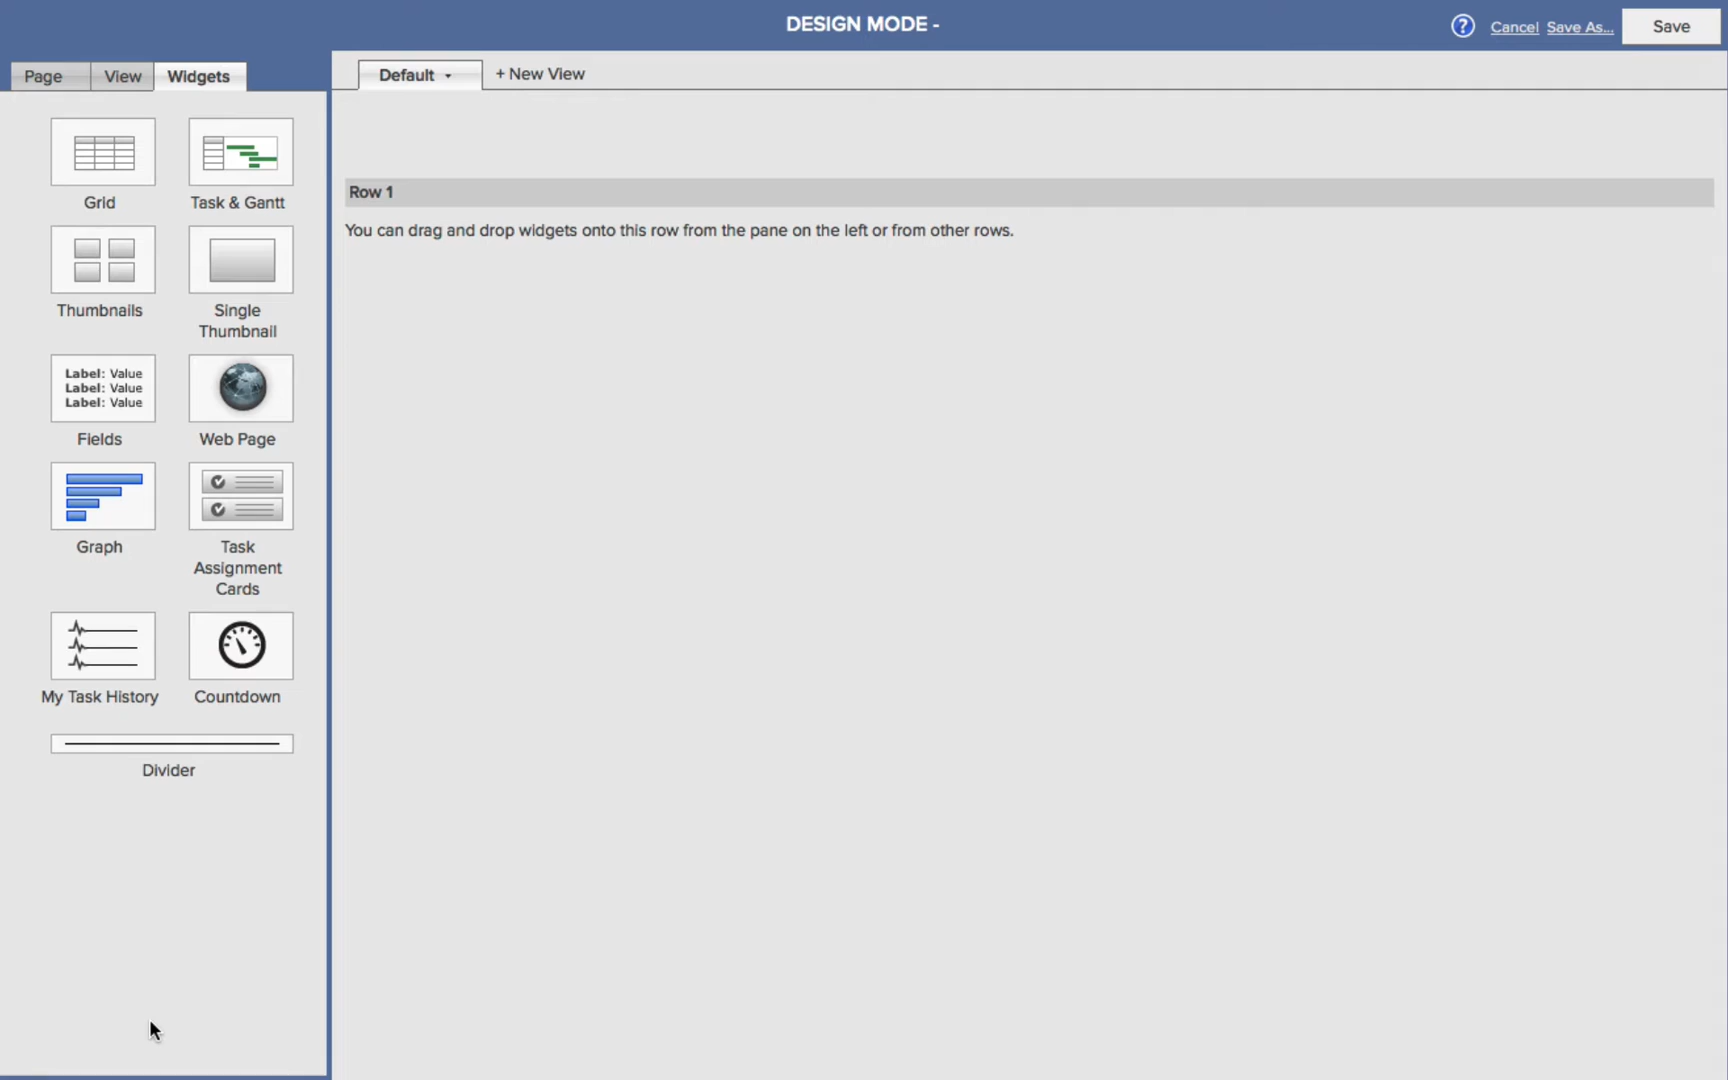 DESIGN MODE -
?
Cancel
Save As...
Save
Page
View
Widgets
Default
+ New View
Grid
Task & Gantt
Thumbnails
Single
Thumbnail
Label: Value
Label: Value
Label: Value
Fields
Web Page
Graph
Task
Assignment
Cards
My Task History
Countdown
Divider
Row 1
You can drag and drop widgets onto this row from the pane on the left or from other rows.